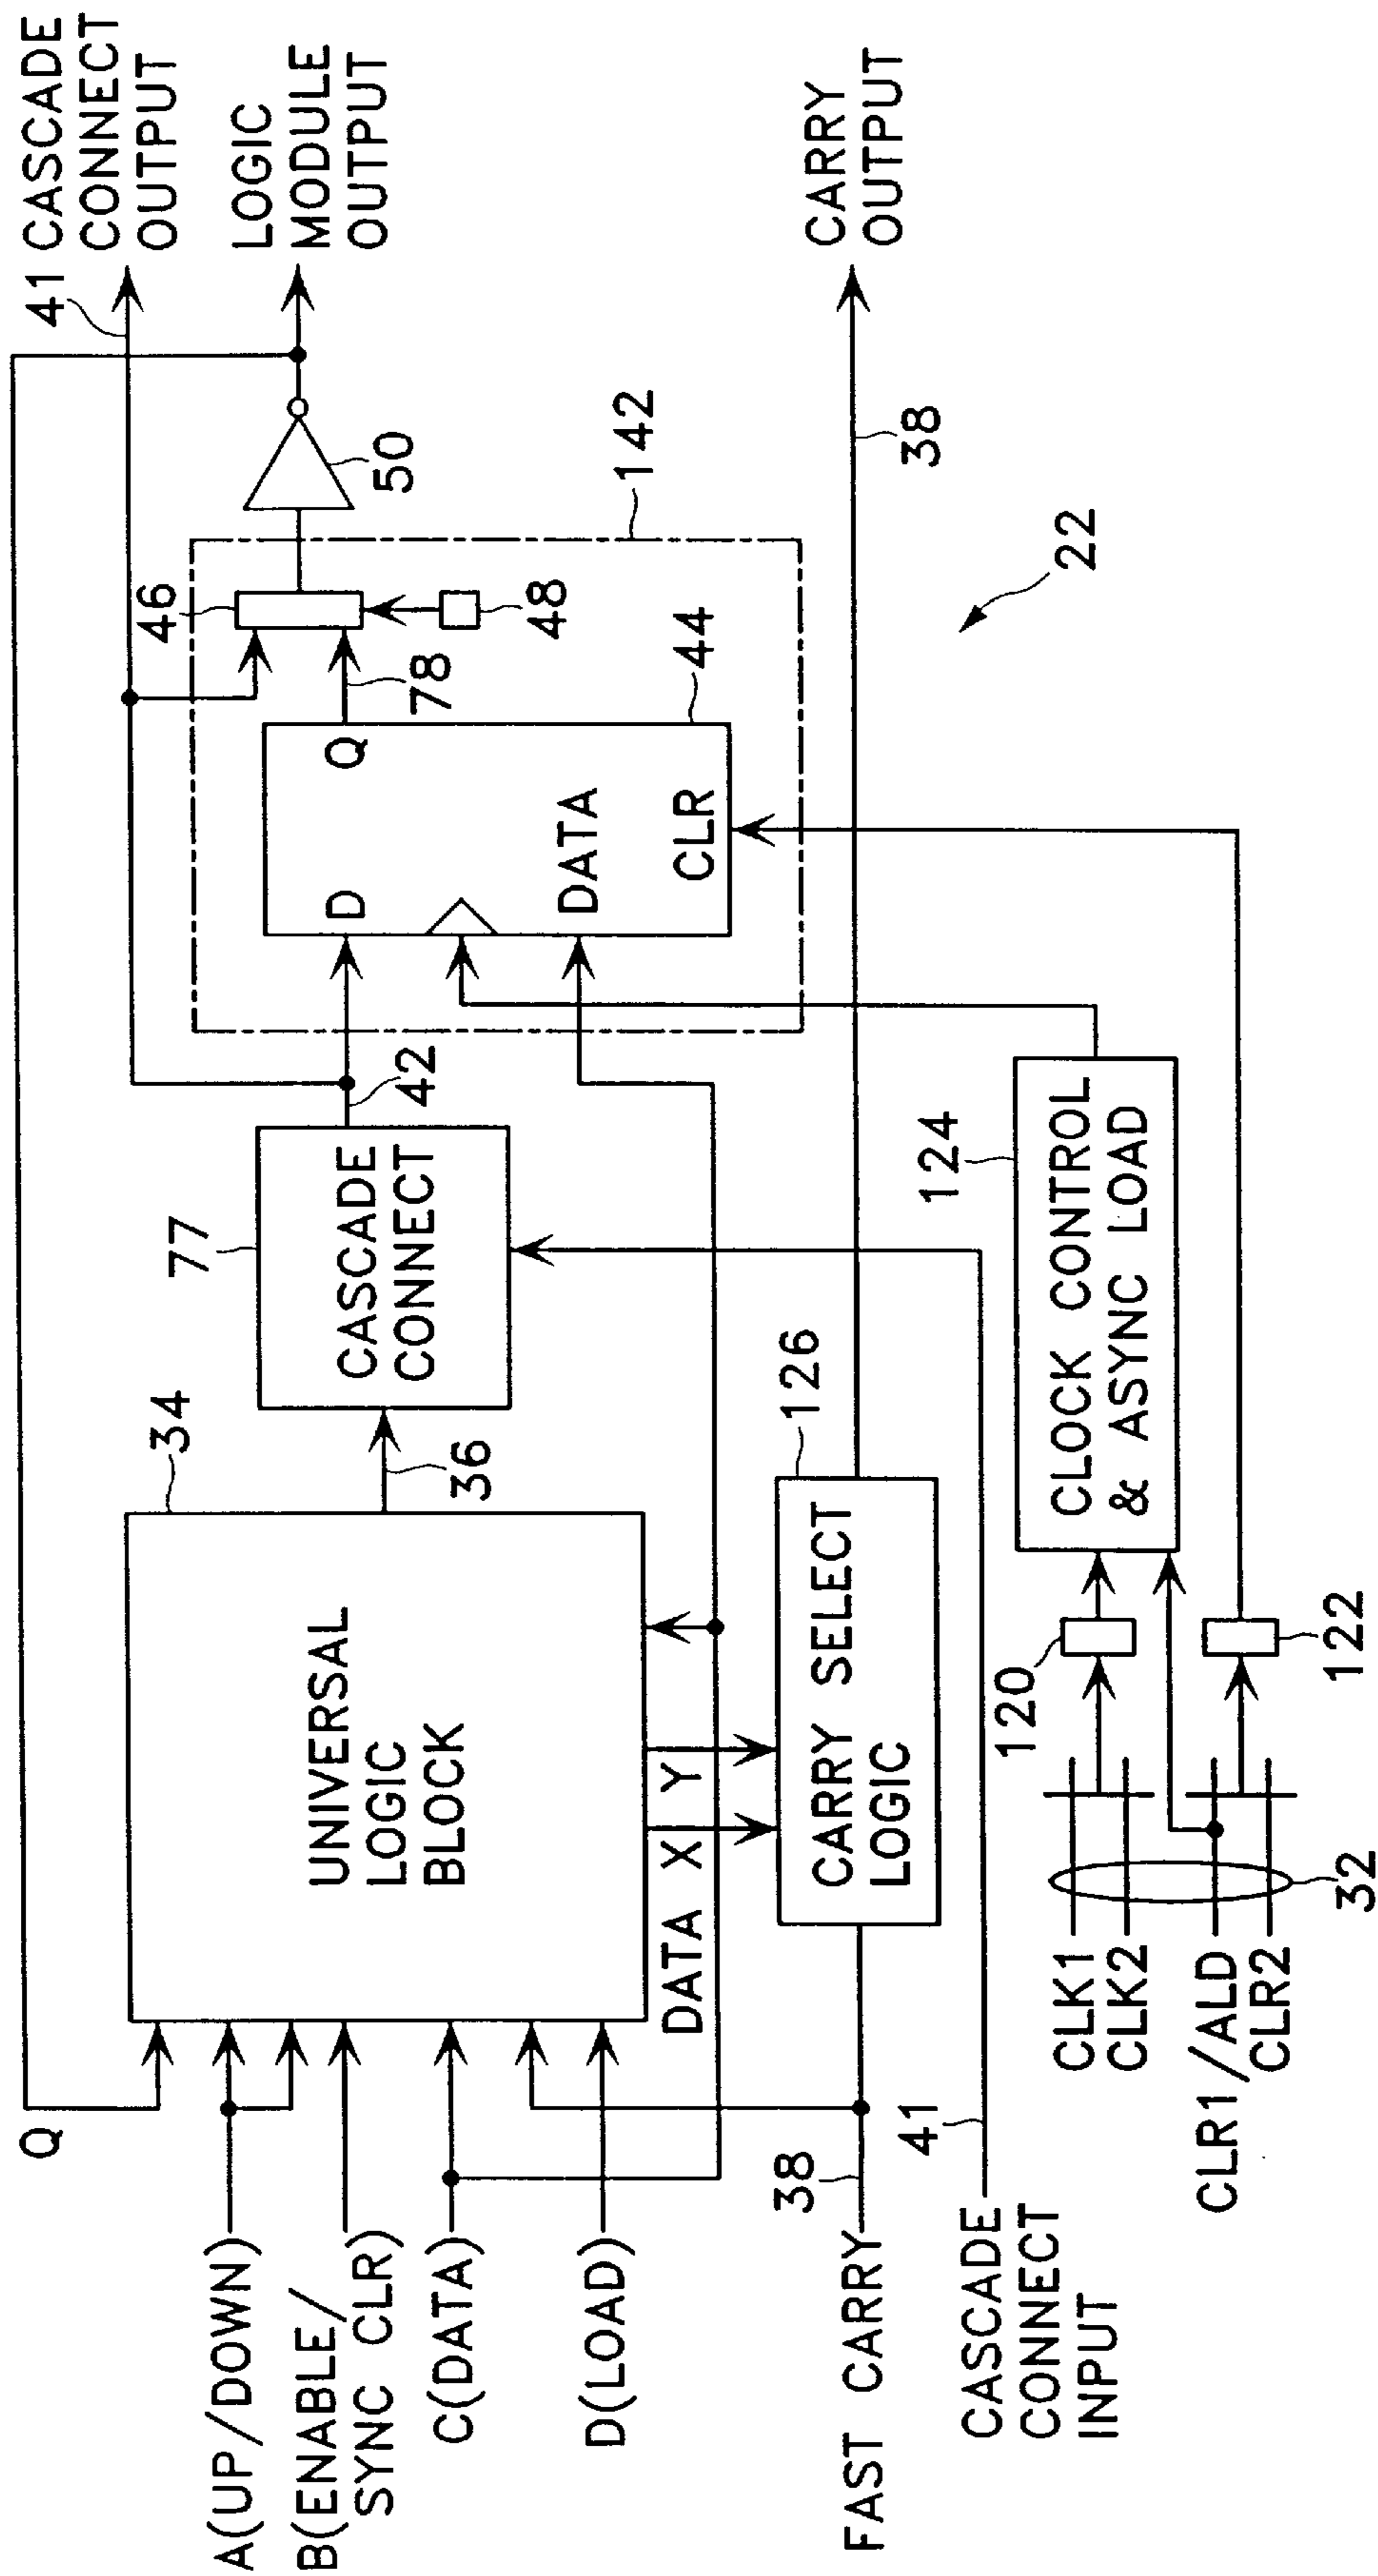 41 CASCADE
CONNECT
OUTPUT
LOGIC
MODULE
OUTPUT
CARRY
OUTPUT
Q
34
UNIVERSAL
LOGIC
BLOCK
36
77
CASCADE
CONNECT
42
46
48
50
142
78
44
D
Q
DATA
CLR
38
22
A(UP/DOWN)
B(ENABLE/
SYNC CLR)
C(DATA)
D(LOAD)
DATA X Y
126
CARRY SELECT
LOGIC
FAST CARRY
38
41
CASCADE
CONNECT
INPUT
124
CLOCK CONTROL
& ASYNC LOAD
120
122
CLK1
CLK2
CLR1/ALD
CLR2
32